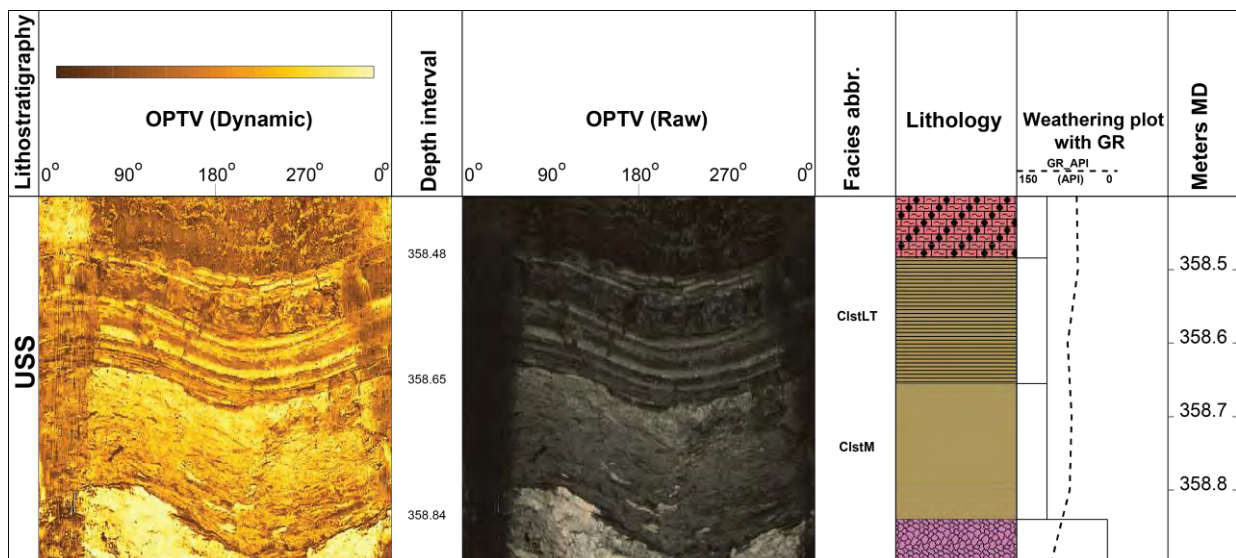 Lithostratigraphy
OPTV (Dynamic)
0° 90° 180° 270° 0°
Depth interval
OPTV (Raw)
0° 90° 180° 270° 0°
Facies abbr.
Lithology
Weathering plot
with GR
GR_API
150 (API) 0
Meters MD
USS
358.48
358.65
358.84
ClstLT
ClstM
358.5
358.6
358.7
358.8